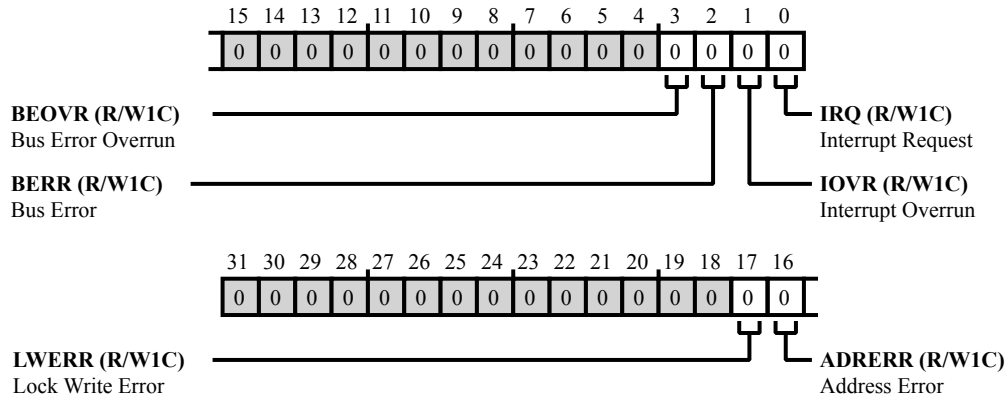 15 14 13 12 11 10 9 8 7 6 5 4 3 2 1 0
0 0 0 0 0 0 0 0 0 0 0 0 0 0 0 0
BEOVR (R/W1C)
Bus Error Overrun
IRQ (R/W1C)
Interrupt Request
BERR (R/W1C)
Bus Error
IOVR (R/W1C)
Interrupt Overrun
31 30 29 28 27 26 25 24 23 22 21 20 19 18 17 16
0 0 0 0 0 0 0 0 0 0 0 0 0 0 0 0
LWERR (R/W1C)
Lock Write Error
ADRERR (R/W1C)
Address Error